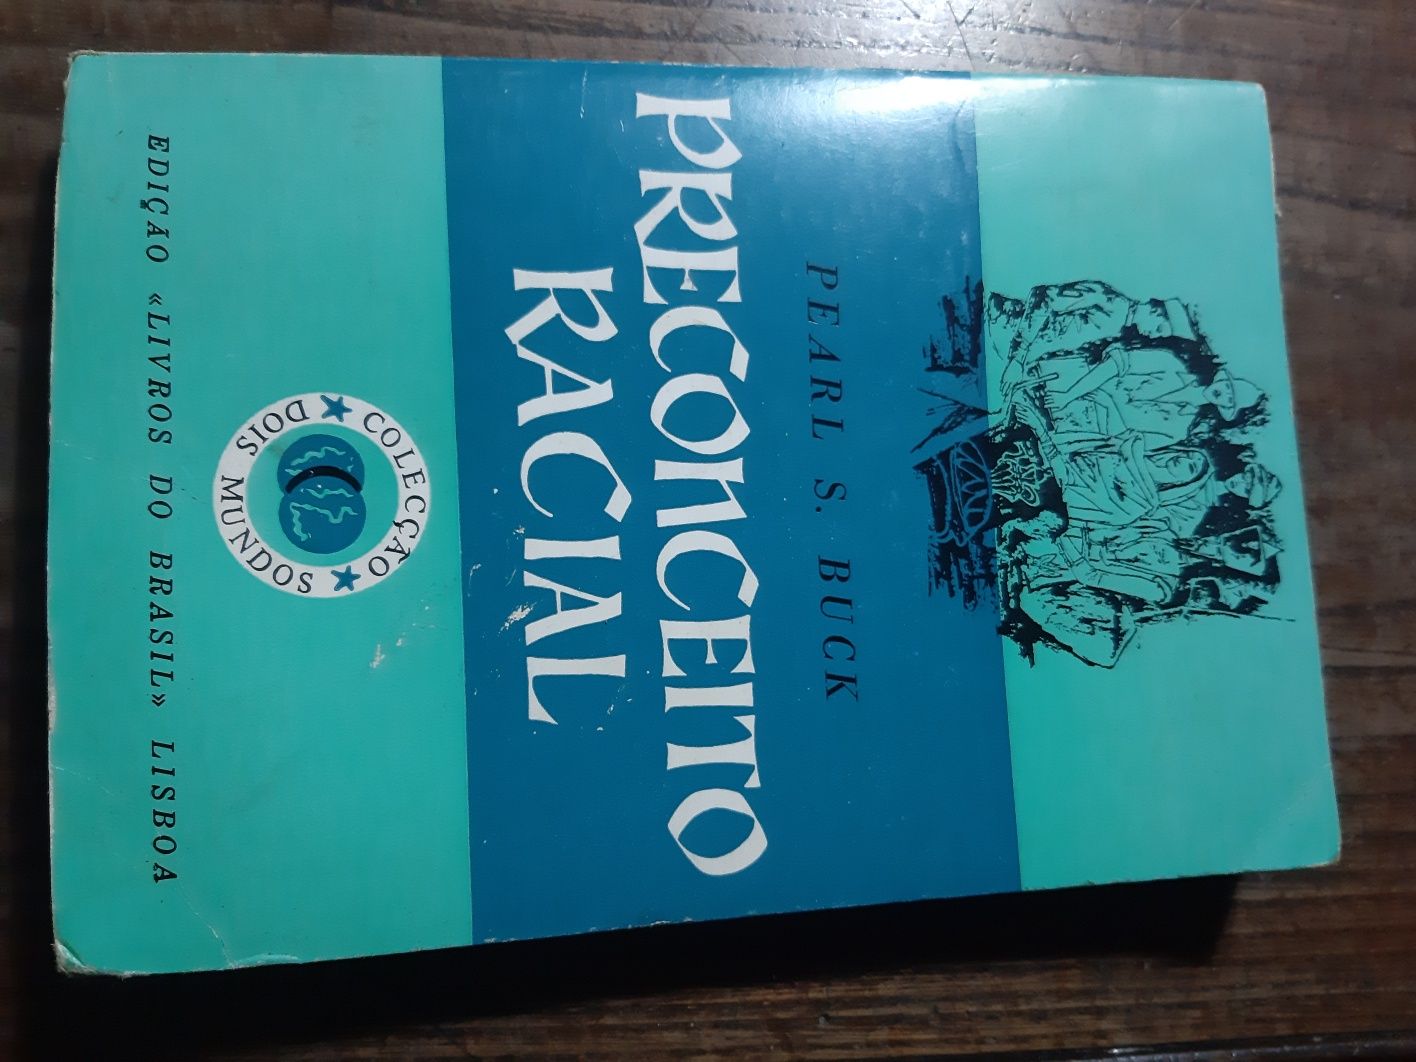 PEARL S. BUCK
PRECONCEITO
RACIAL
COLECÇÃO
DOIS MUNDOS
EDIÇÃO «LIVROS DO BRASIL» LISBOA